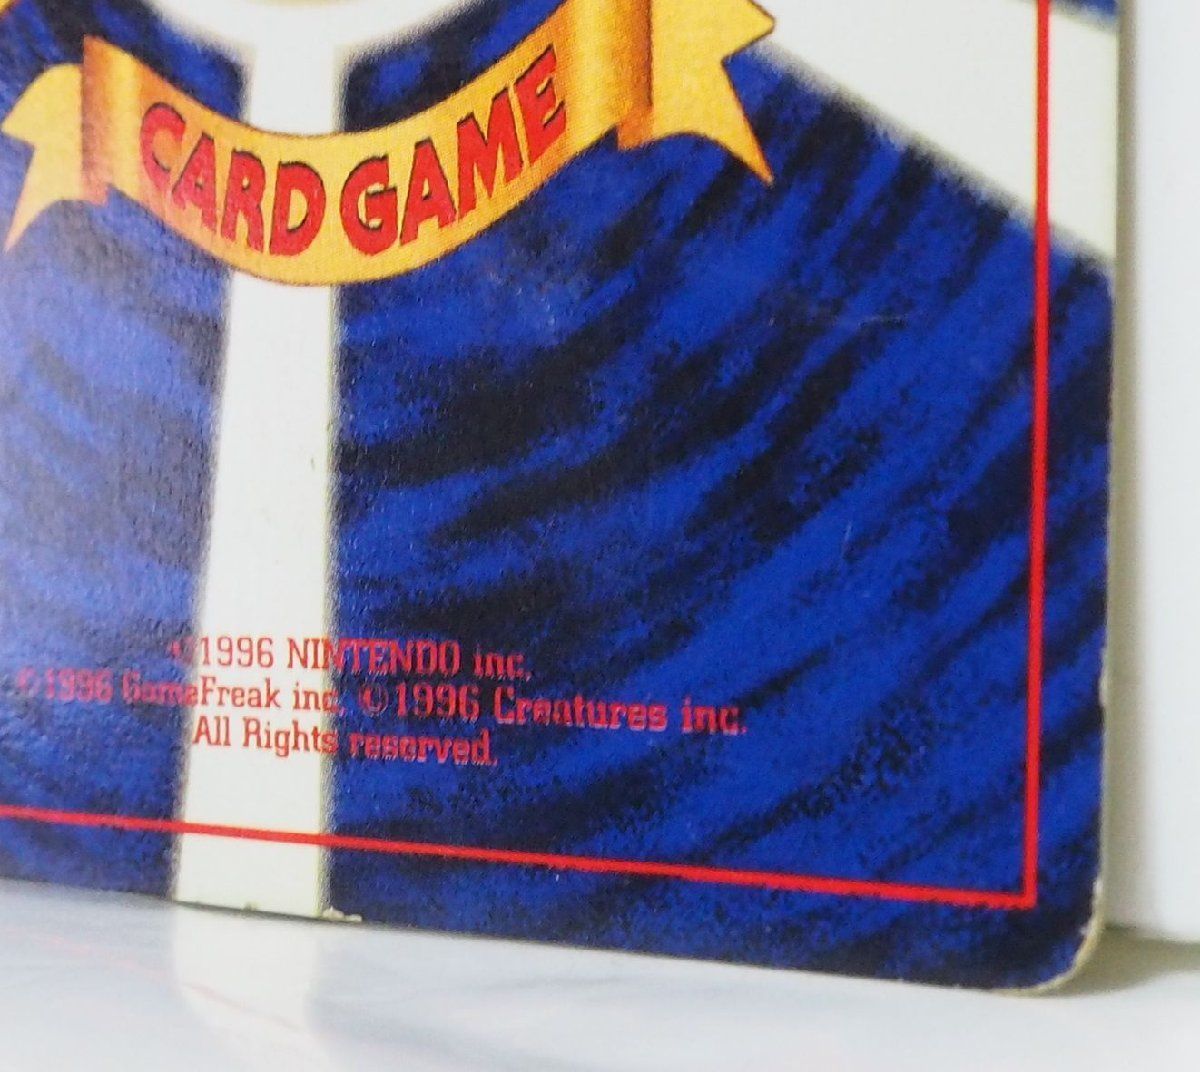 CARD GAME
©1996 NINTENDO inc.
©1996 GameFreak inc. ©1996 Creatures inc.
All Rights reserved.